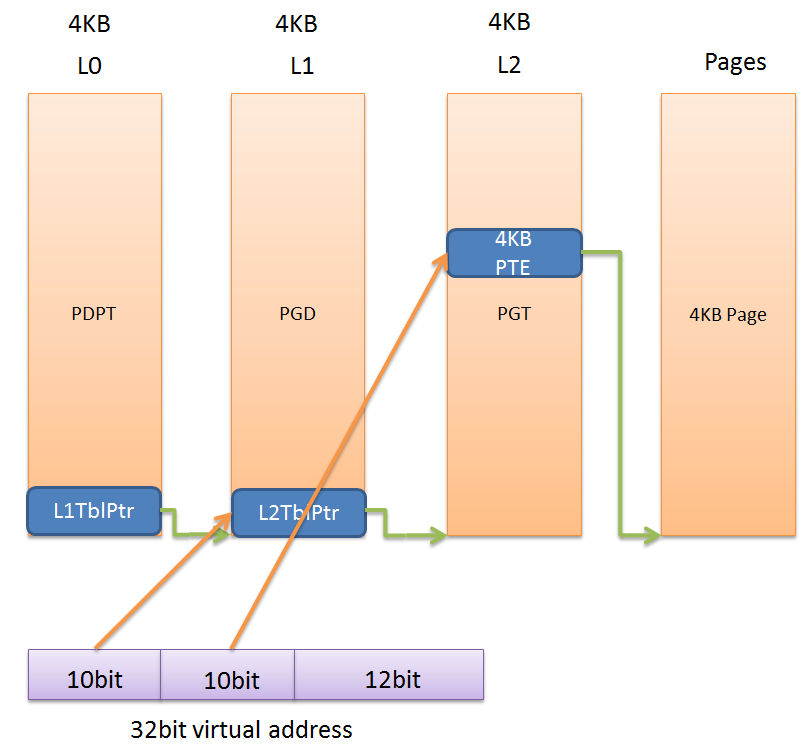 4KB
4KB
4KB
L0
L1
L2
Pages
4KB
PTE
PDPT
PGD
PGT
4KB Page
L1TblPtr
L2TblPtr
10bit
10bit
12bit
32bit virtual address